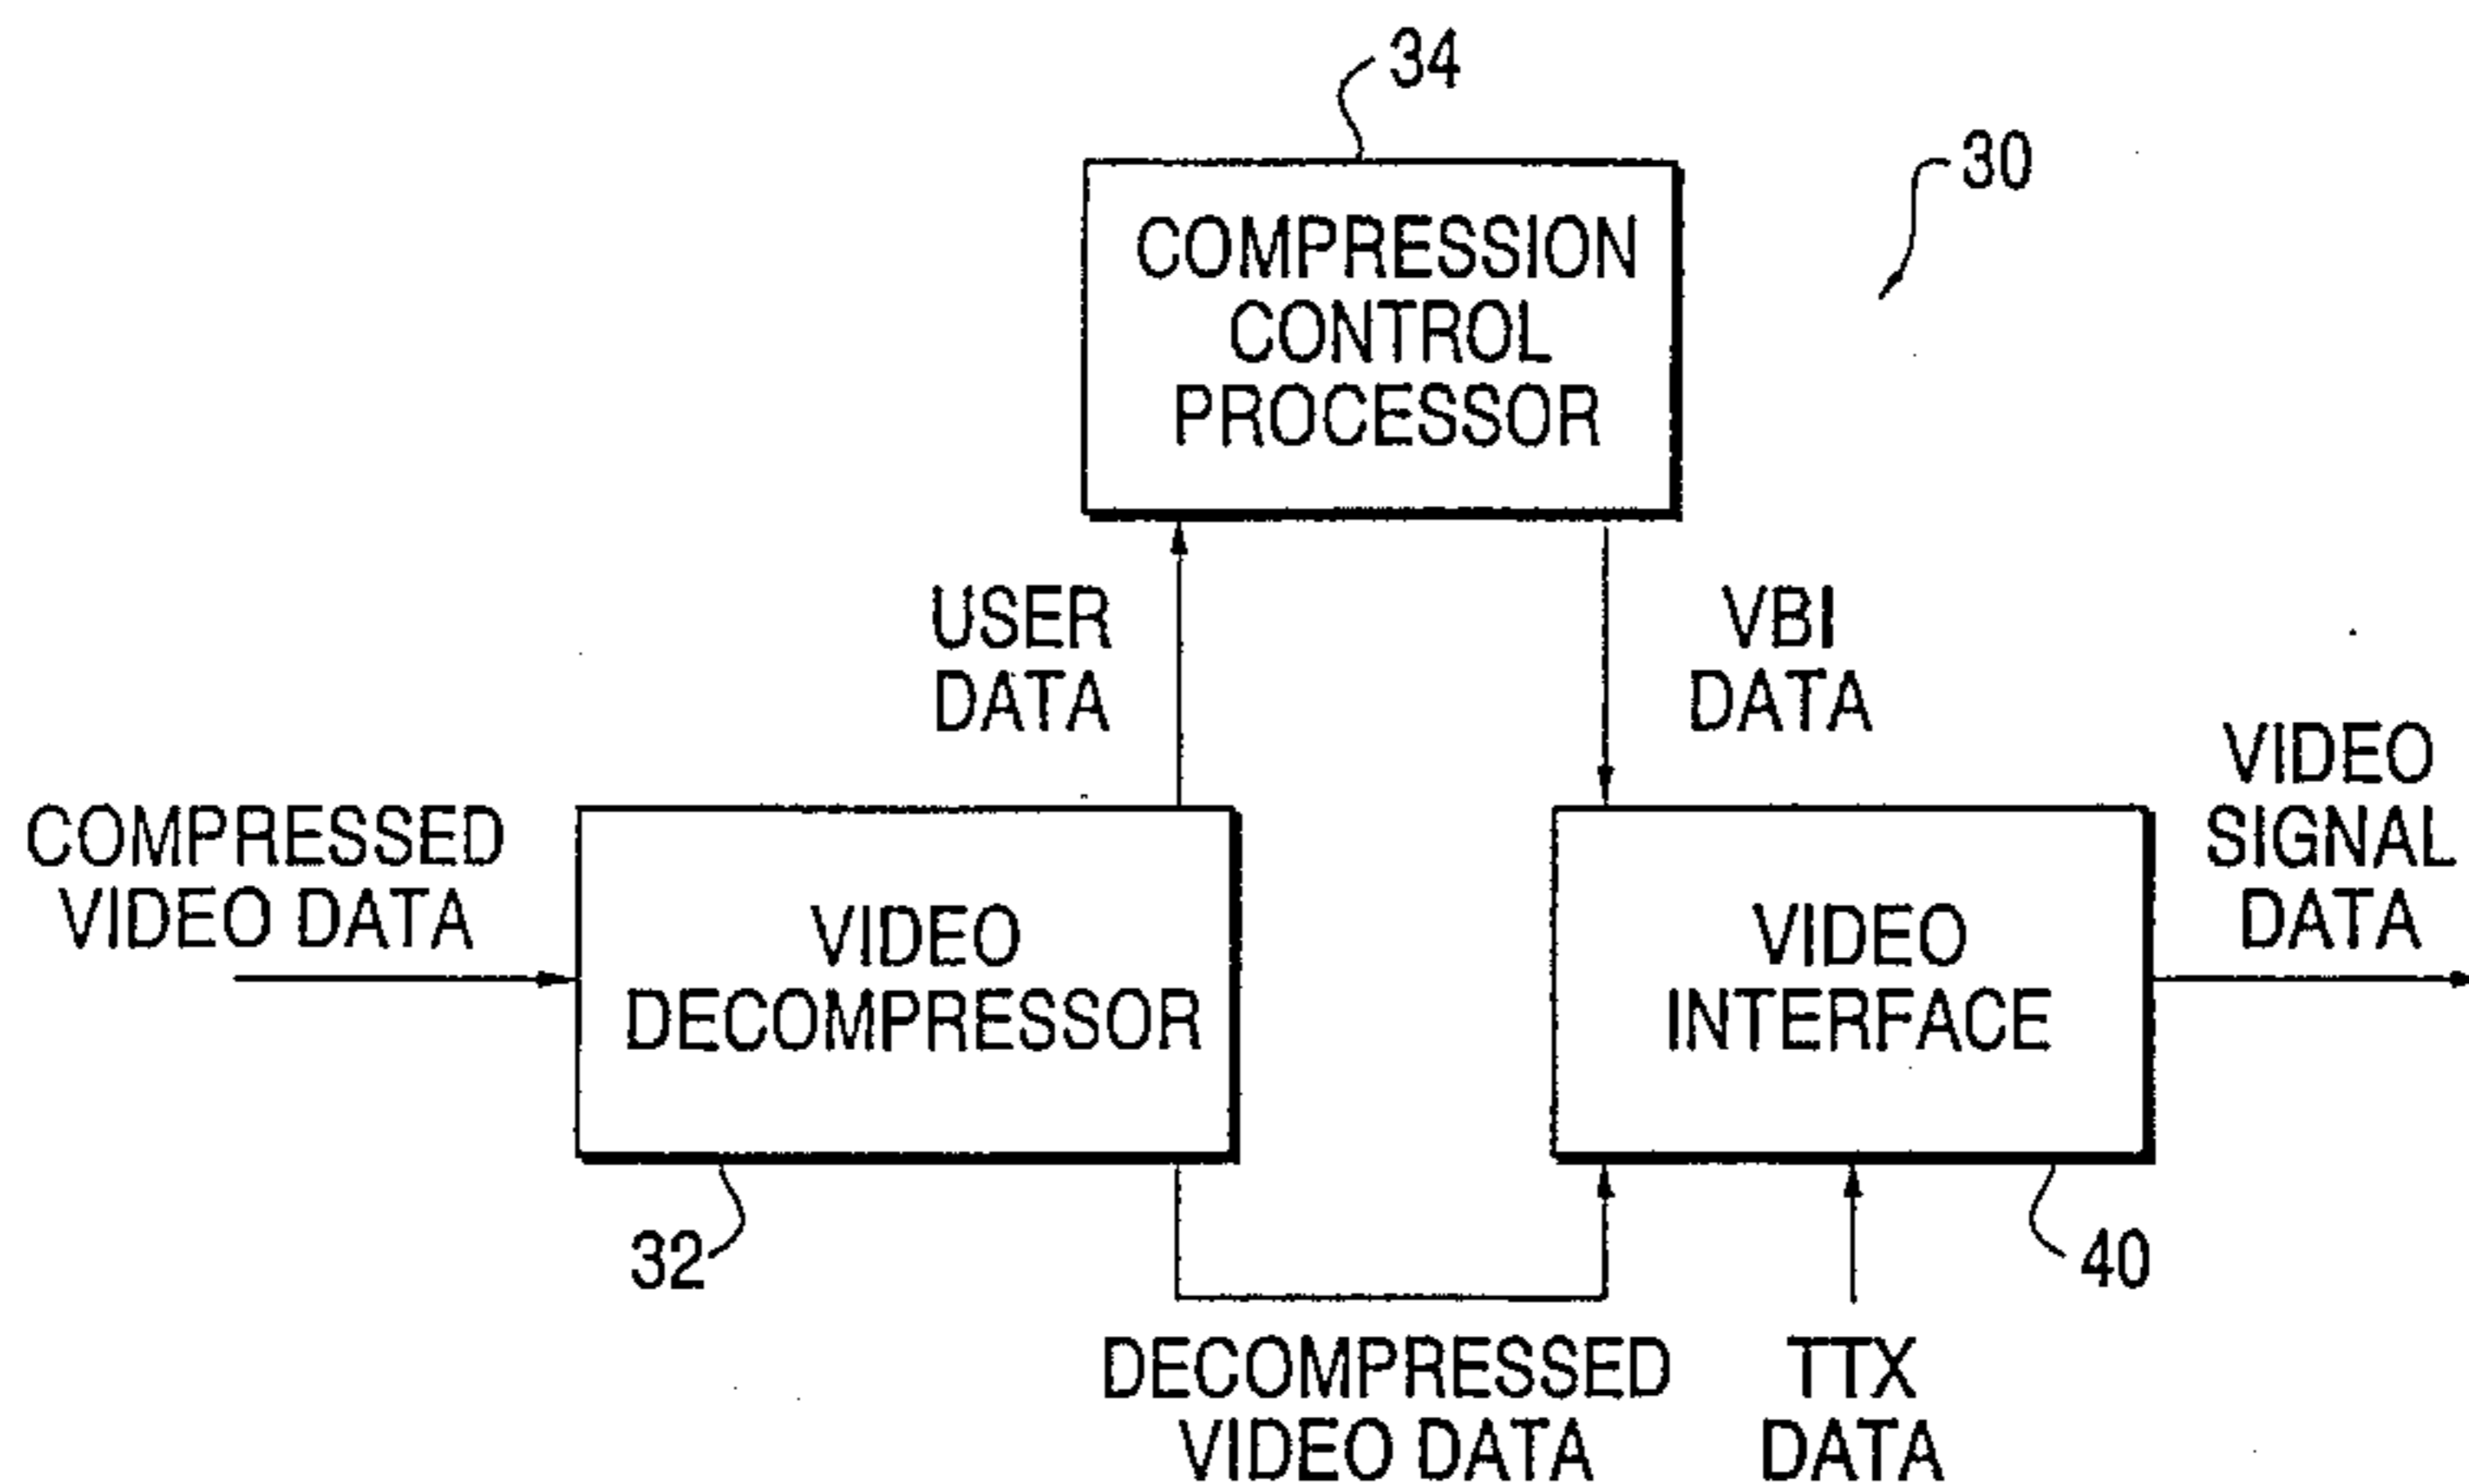 34
30
COMPRESSION
CONTROL
PROCESSOR
USER
DATA
VBI
DATA
VIDEO
SIGNAL
DATA
COMPRESSED
VIDEO DATA
VIDEO
DECOMPRESSOR
VIDEO
INTERFACE
32
40
DECOMPRESSED
VIDEO DATA
TTX
DATA